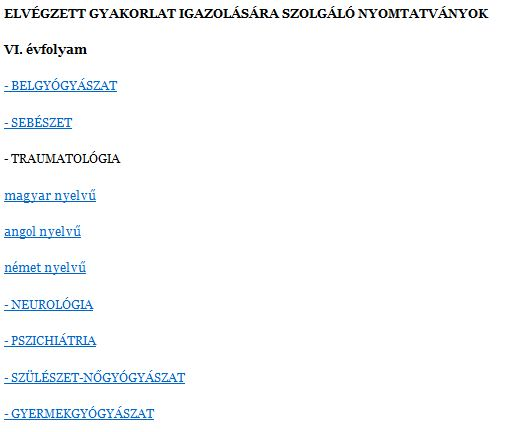 ELVÉGZETT GYAKORLAT IGAZOLÁSÁRA SZOLGÁLÓ NYOMTATVÁNYOK
VI. évfolyam
- BELGYÓGYÁSZAT
- SEBÉSZET
- TRAUMATOLÓGIA
magyar nyelvű
angol nyelvű
német nyelvű
- NEUROLÓGIA
- PSZICHIÁTRIA
- SZÜLÉSZET-NŐGYÓGYÁSZAT
- GYERMEKGYÓGYÁSZAT